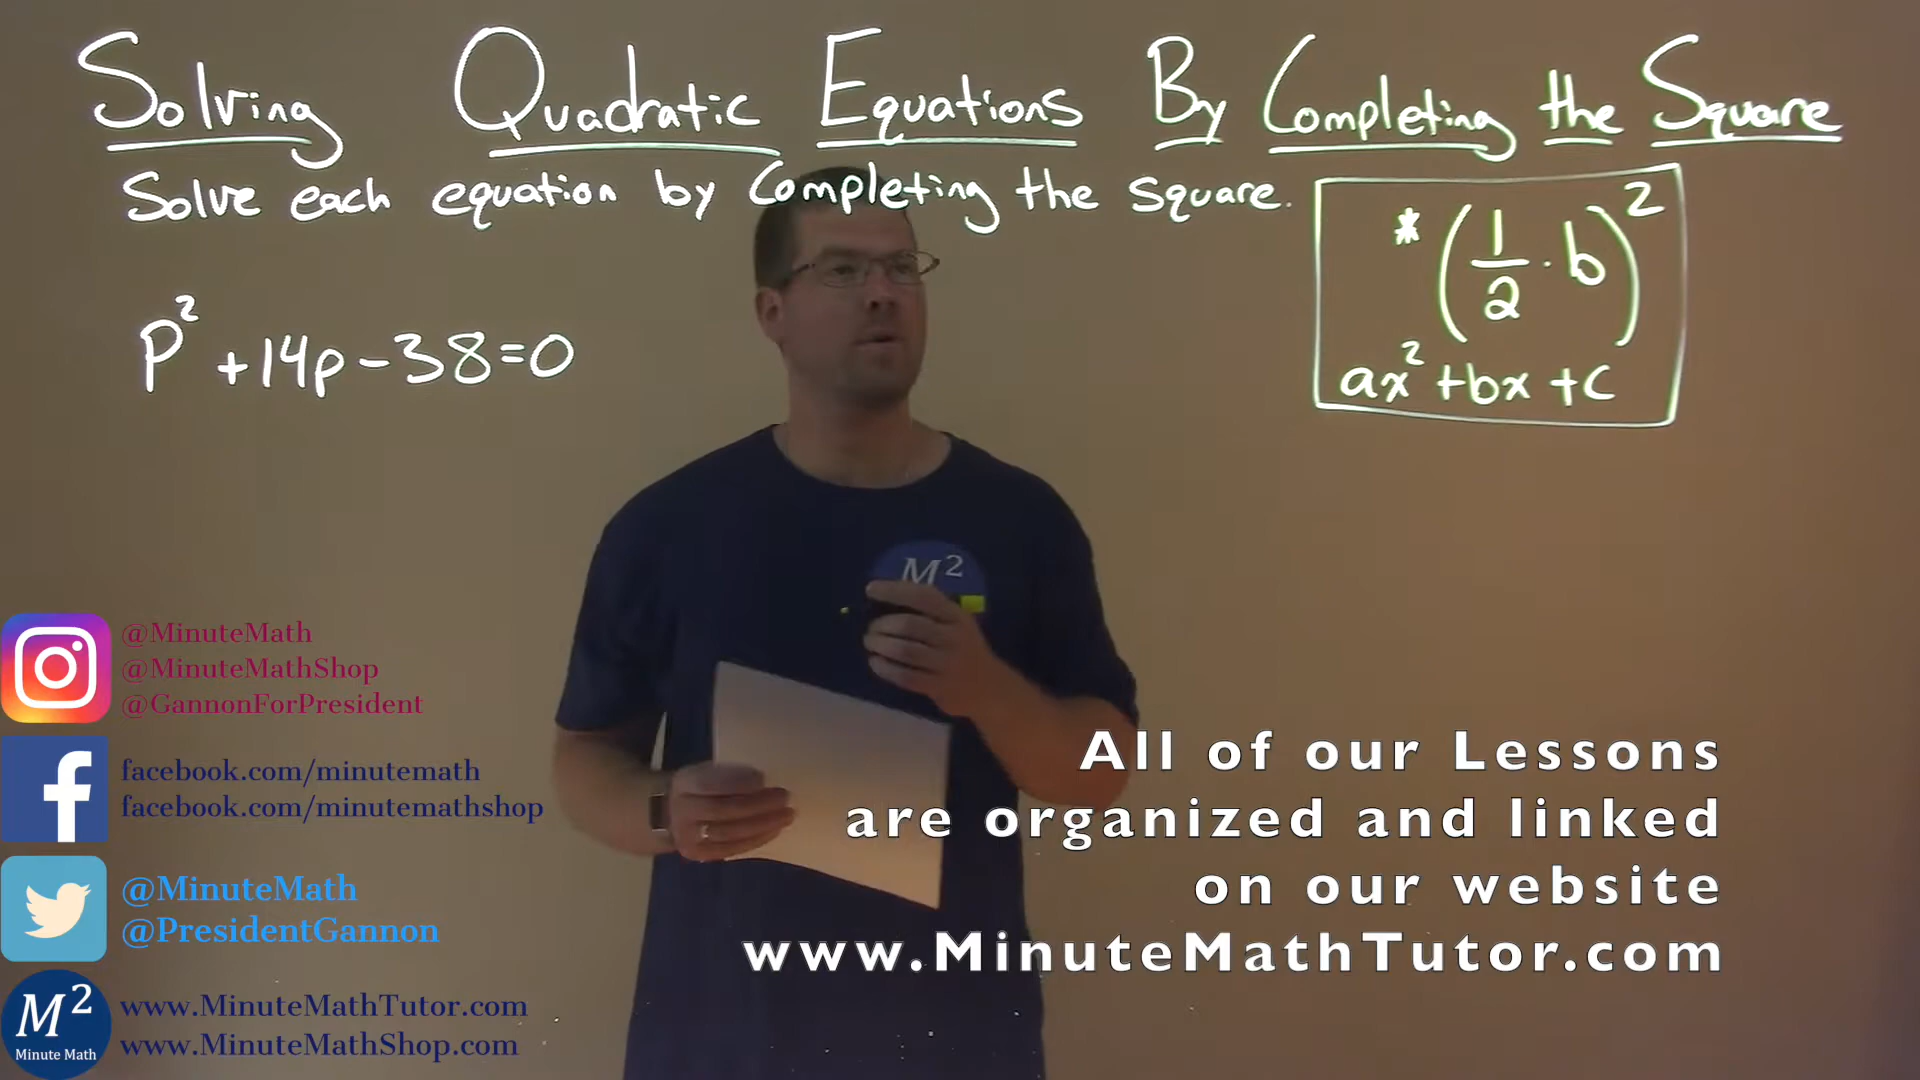 Solving Quadratic Equations By Completing the Square
Solve each equation by Completing the square.
* (1/2 · b)²
ax² + bx + c
p² + 14p - 38 = 0
M²
@MinuteMath
@MinuteMathShop
@GannonForPresident
facebook.com/minutemath
facebook.com/minutemathshop
@MinuteMath
@PresidentGannon
M²
Minute Math
www.MinuteMathTutor.com
www.MinuteMathShop.com
All of our Lessons
are organized and linked
on our website
www.MinuteMathTutor.com